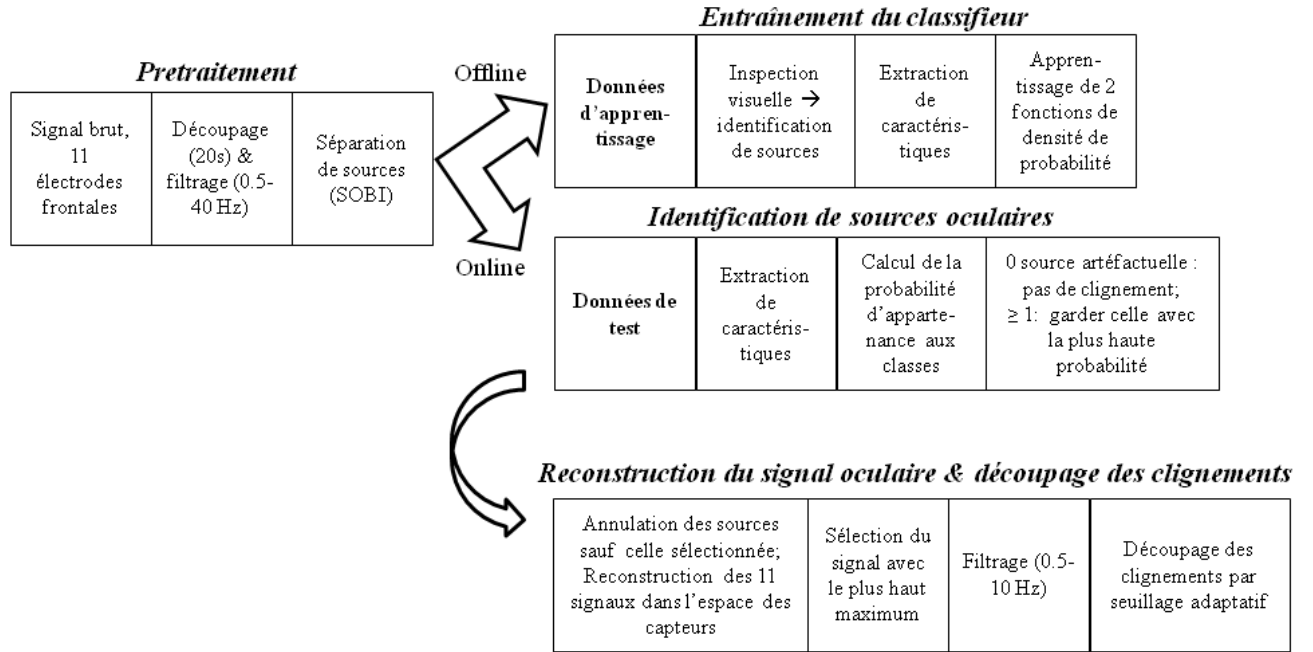 Entraînement du classifieur
Pretraitement
Offline
Signal brut,
11
électrodes
frontales
Découpage
(20s) &
filtrage (0.5-
40 Hz)
Séparation
de sources
(SOBI)
Données
d’appren-
tissage
Inspection
visuelle →
identification
de sources
Extraction
de
caractéris-
tiques
Appren-
tissage de 2
fonctions de
densité de
probabilité
Online
Identification de sources oculaires
Données de
test
Extraction
de
caractéris-
tiques
Calcul de la
probabilité
d’apparte-
nance aux
classes
0 source artéfactuelle :
pas de clignement;
≥ 1: garder celle avec
la plus haute
probabilité
Reconstruction du signal oculaire & découpage des clignements
Annulation des sources
sauf celle sélectionnée;
Reconstruction des 11
signaux dans l’espace des
capteurs
Sélection du
signal avec
le plus haut
maximum
Filtrage (0.5-
10 Hz)
Découpage des
clignements par
seuillage adaptatif